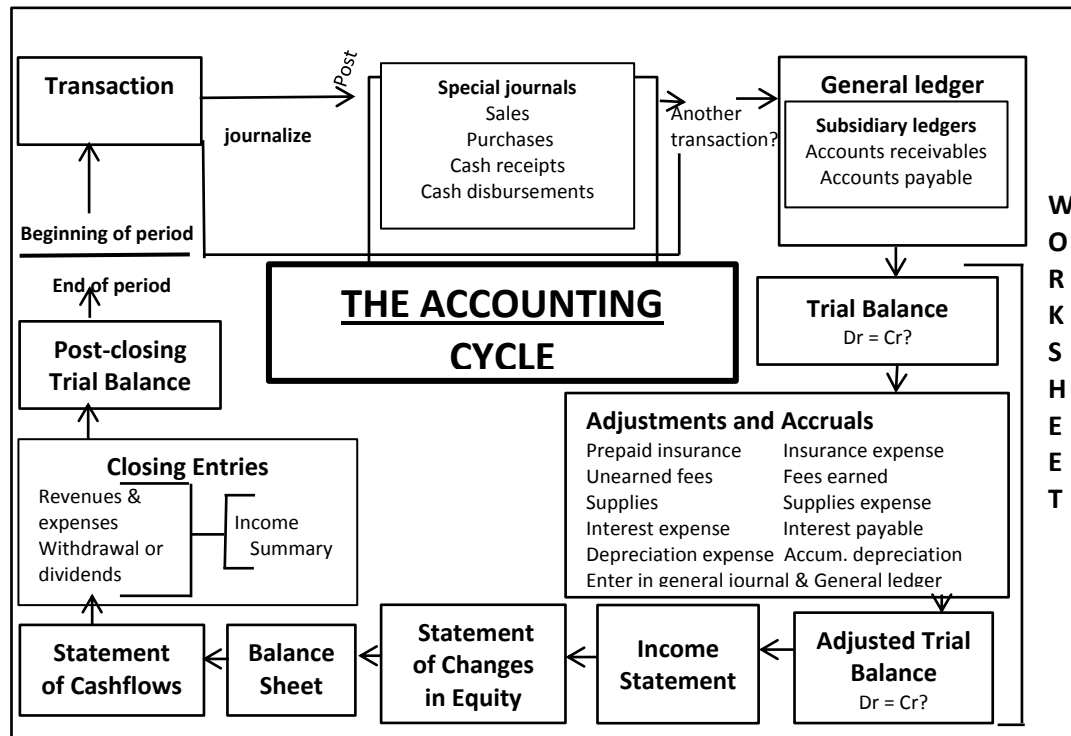 Transaction
Post
journalize
Special journals
Sales
Purchases
Cash receipts
Cash disbursements
Another
transaction?
General ledger
Subsidiary ledgers
Accounts receivables
Accounts payable
Beginning of period
End of period
THE ACCOUNTING
CYCLE
Trial Balance
Dr = Cr?
W
O
R
K
S
H
E
E
T
Post-closing
Trial Balance
Adjustments and Accruals
Prepaid insurance Insurance expense
Unearned fees Fees earned
Supplies Supplies expense
Interest expense Interest payable
Depreciation expense Accum. depreciation
Enter in general journal & General ledger
Closing Entries
Revenues &
expenses
Withdrawal or
dividends
Income
Summary
Statement
of Cashflows
Balance
Sheet
Statement
of Changes
in Equity
Income
Statement
Adjusted Trial
Balance
Dr = Cr?